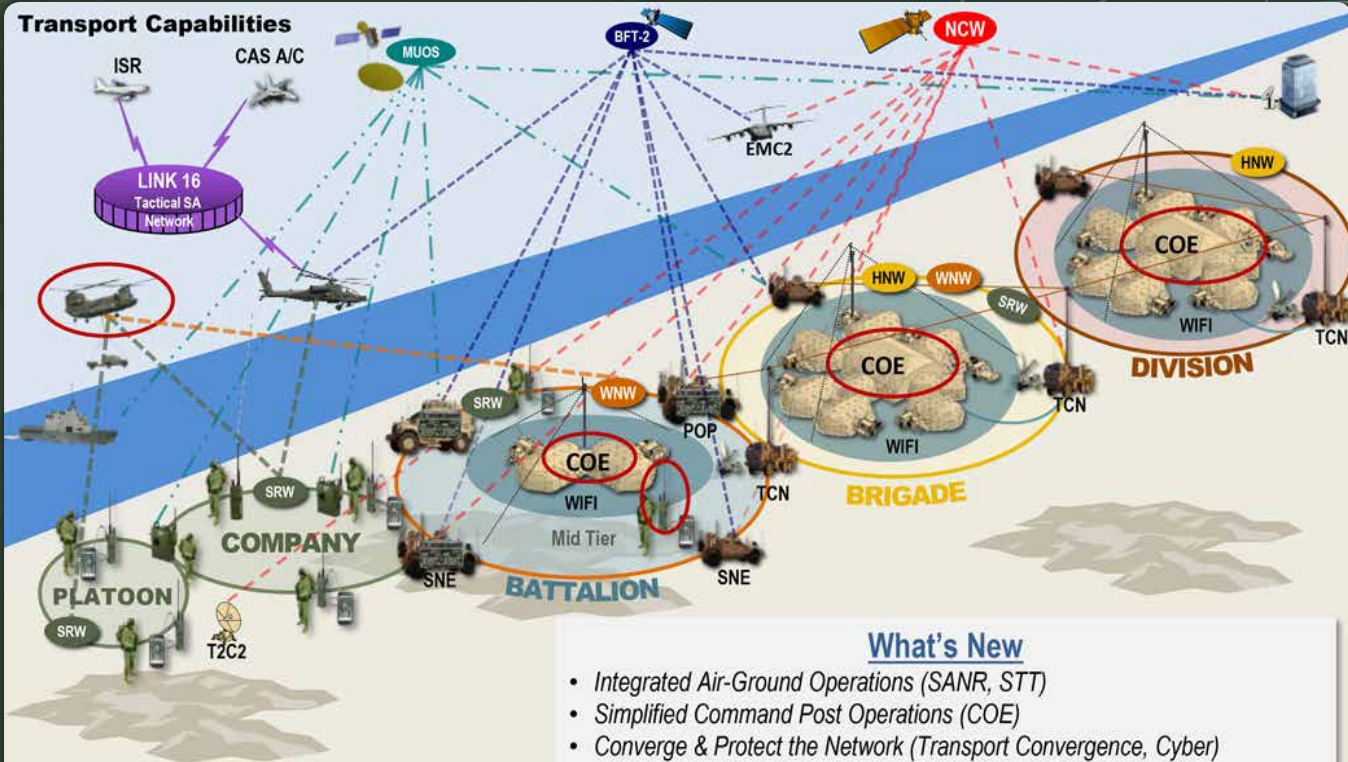 Transport Capabilities
ISR
CAS A/C
MUOS
BFT-2
NCW
EMC2
LINK 16
Tactical SA
Network
HNW
COE
WIFI
TCN
DIVISION
HNW
WNW
SRW
COE
WIFI
TCN
BRIGADE
SRW
WNW
POP
COE
WIFI
TCN
Mid Tier
SNE
SNE
BATTALION
SRW
COMPANY
PLATOON
SRW
T2C2
What's New
• Integrated Air-Ground Operations (SANR, STT)
• Simplified Command Post Operations (COE)
• Converge & Protect the Network (Transport Convergence, Cyber)